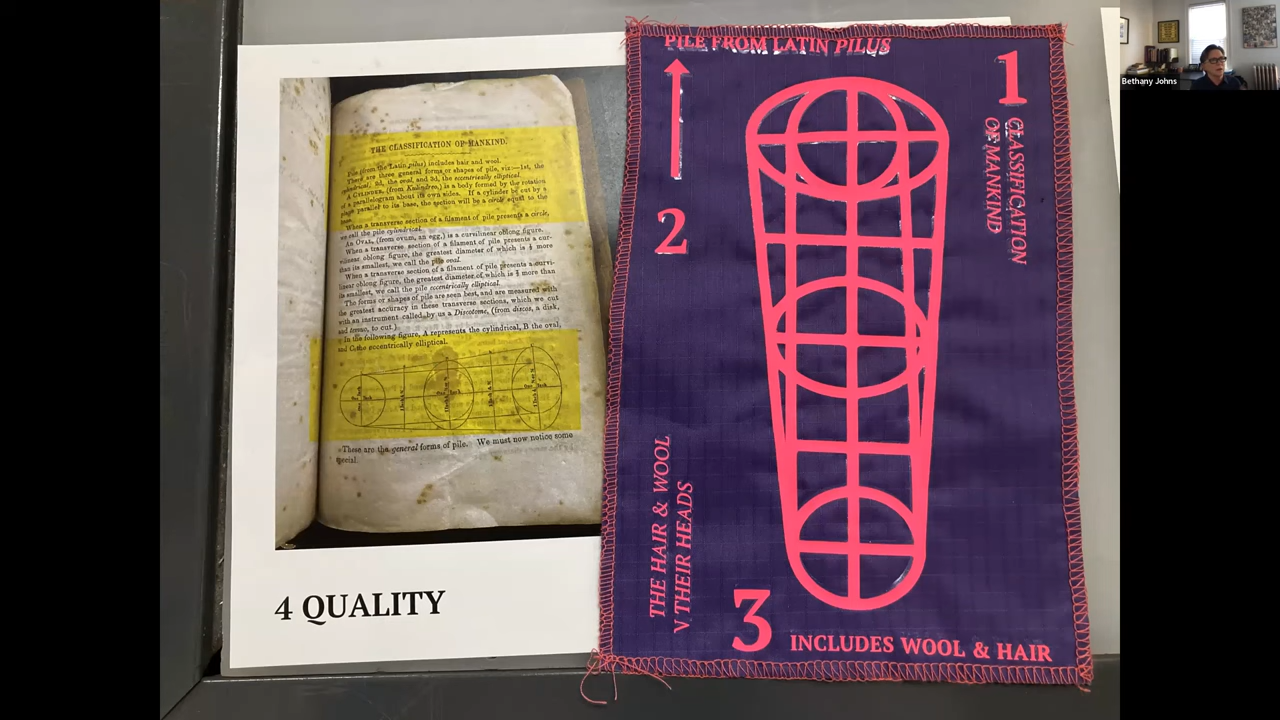 THE CLASSIFICATION OF MANKIND.
Pile (from the Latin pilus) includes hair and wool.
There are three general forms or shapes of pile, viz:—1st, the
cylindrical, 2d, the oval, and 3d, the eccentrically elliptical.
A CYLINDER, (from Kulindreo,) is a body formed by the rotation
of a parallelogram about its own sides. If a cylinder be cut by a
plane parallel to its base, the section will be a circle equal to the
base.
When a transverse section of a filament of pile presents a circle,
we call the pile cylindrical.
An OVAL, (from ovum, an egg,) is a curvilinear oblong figure.
When a transverse section of a filament of pile presents a cur-
vilinear oblong figure, the greatest diameter of which is more
than its smallest, we call the pile oval.
When a transverse section of a filament of pile presents a curvi-
linear oblong figure, the greatest diameter of which is more than
its smallest, we call the pile eccentrically elliptical.
The forms or shapes of pile are seen best, and are measured with
the greatest accuracy in these transverse sections, which we cut
with an instrument called by us a Discotome, (from discos, a disk,
and tomao, to cut.)
In the following figure, A represents the cylindrical, B the oval,
and C the eccentrically elliptical.
These are the general forms of pile. We must now notice some
special.
4 QUALITY
PILE FROM LATIN PILUS
1
CLASSIFICATION
OF MANKIND
2
THE HAIR & WOOL
V THEIR HEADS
3
INCLUDES WOOL & HAIR
Bethany Johns